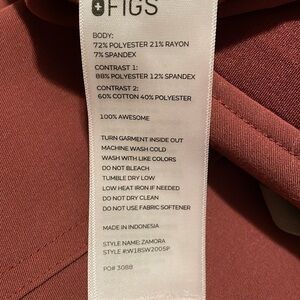 FIGS
BODY:
72% POLYESTER 21% RAYON
7% SPANDEX
CONTRAST 1:
88% POLYESTER 12% SPANDEX
CONTRAST 2:
60% COTTON 40% POLYESTER
100% AWESOME
TURN GARMENT INSIDE OUT
MACHINE WASH COLD
WASH WITH LIKE COLORS
DO NOT BLEACH
TUMBLE DRY LOW
LOW HEAT IRON IF NEEDED
DO NOT DRY CLEAN
DO NOT USE FABRIC SOFTENER
MADE IN INDONESIA
STYLE NAME: ZAMORA
STYLE #:W18SW2005P
PO# 3088